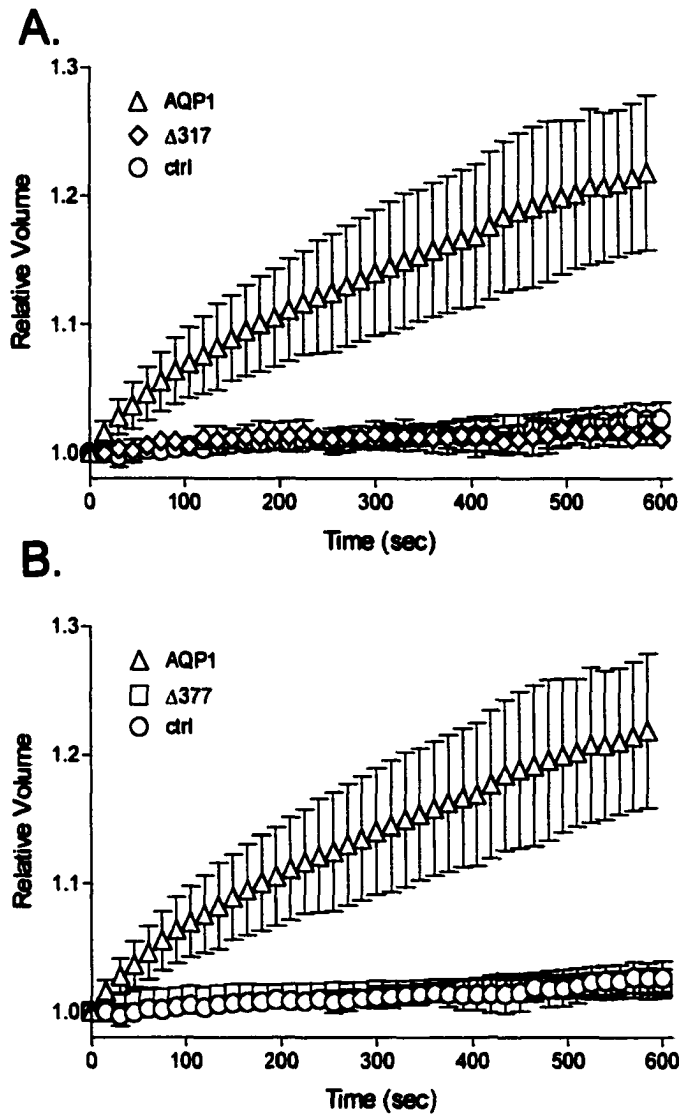 A.
1.3
△ AQP1
◇ Δ317
○ ctrl
1.2
Relative Volume
1.1
1.0
0 100 200 300 400 500 600
Time (sec)
B.
1.3
△ AQP1
□ Δ377
○ ctrl
1.2
Relative Volume
1.1
1.0
0 100 200 300 400 500 600
Time (sec)